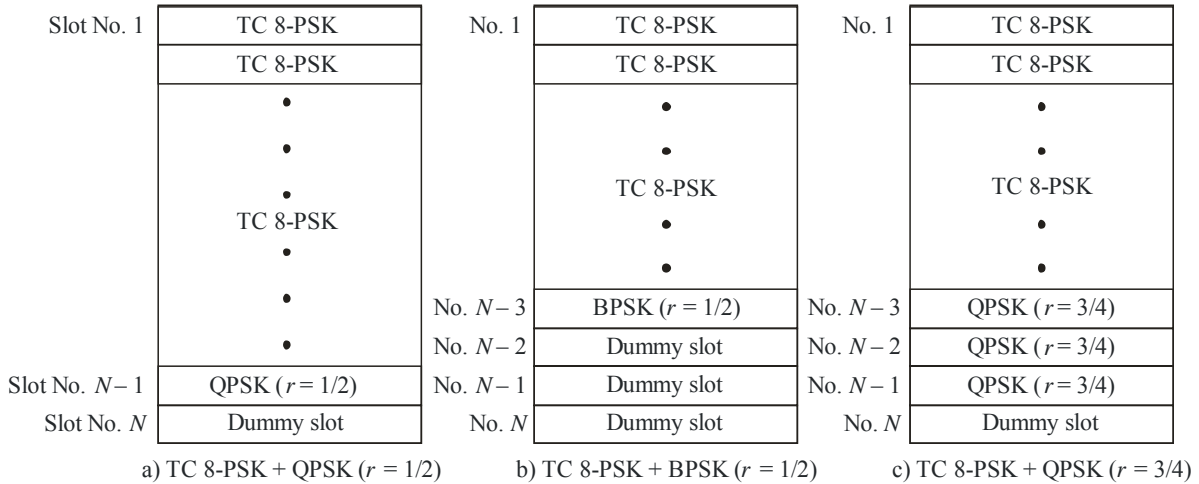 Slot No. 1
TC 8-PSK
TC 8-PSK
TC 8-PSK
Slot No. N – 1
QPSK (r = 1/2)
Slot No. N
Dummy slot
a) TC 8-PSK + QPSK (r = 1/2)
No. 1
TC 8-PSK
TC 8-PSK
TC 8-PSK
No. N – 3
BPSK (r = 1/2)
No. N – 2
Dummy slot
No. N – 1
Dummy slot
No. N
Dummy slot
b) TC 8-PSK + BPSK (r = 1/2)
No. 1
TC 8-PSK
TC 8-PSK
TC 8-PSK
No. N – 3
QPSK (r = 3/4)
No. N – 2
QPSK (r = 3/4)
No. N – 1
QPSK (r = 3/4)
No. N
Dummy slot
c) TC 8-PSK + QPSK (r = 3/4)